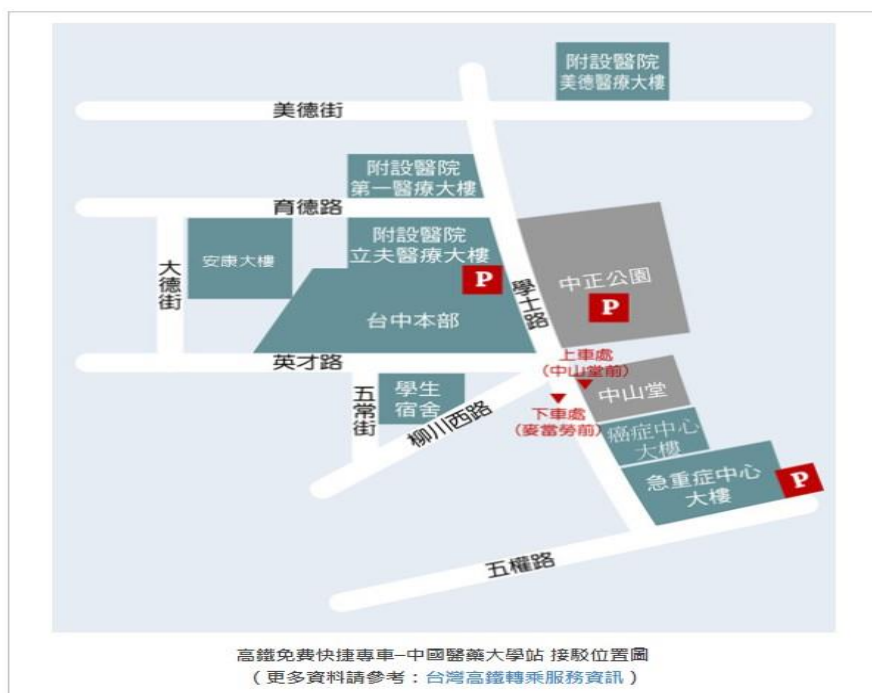 附設醫院
美德醫療大樓
美德街
附設醫院
第一醫療大樓
育德路
大德街
安康大樓
附設醫院
立夫醫療大樓
P
台中本部
學士路
中正公園
P
英才路
上車處
(中山堂前)
中山堂
五常街
學生
宿舍
柳川西路
下車處
(麥當勞前)
癌症中心
大樓
急重症中心
大樓
P
五權路
高鐵免費快捷專車–中國醫藥大學站 接駁位置圖
( 更多資料請參考：台灣高鐵轉乘服務資訊 )